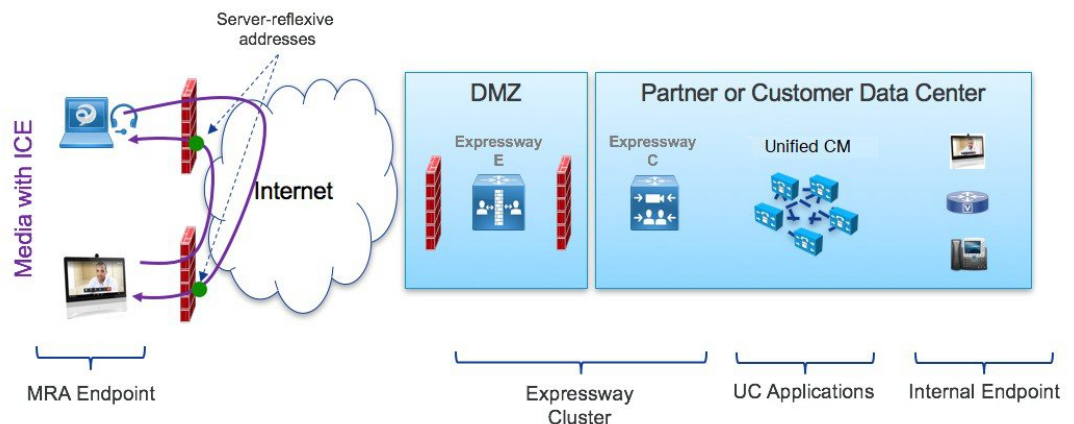 Server-reflexive
addresses
Media with ICE
Internet
DMZ
Expressway
E
Partner or Customer Data Center
Expressway
C
Unified CM
MRA Endpoint
Expressway
Cluster
UC Applications
Internal Endpoint